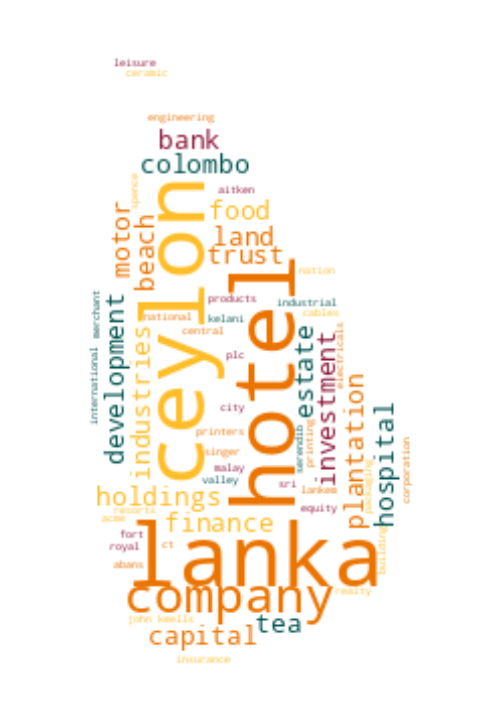 leisure
ceramic
engineering
bank
colombo
spence
aitken
ceylon
motor
beach
food
land
trust
hotel
nation
merchant
development
products
industrial
national
kelani
cables
central
industries
estate
investment
electricals
international
plc
plantation
city
hospital
printers
printing
singer
serendib
malay
valley
sri
lankem
packaging
corporation
holdings
resorts
equity
acme
finance
lanka
fort
royal
ct
building
abans
company
realty
john keells
tea
capital
insurance